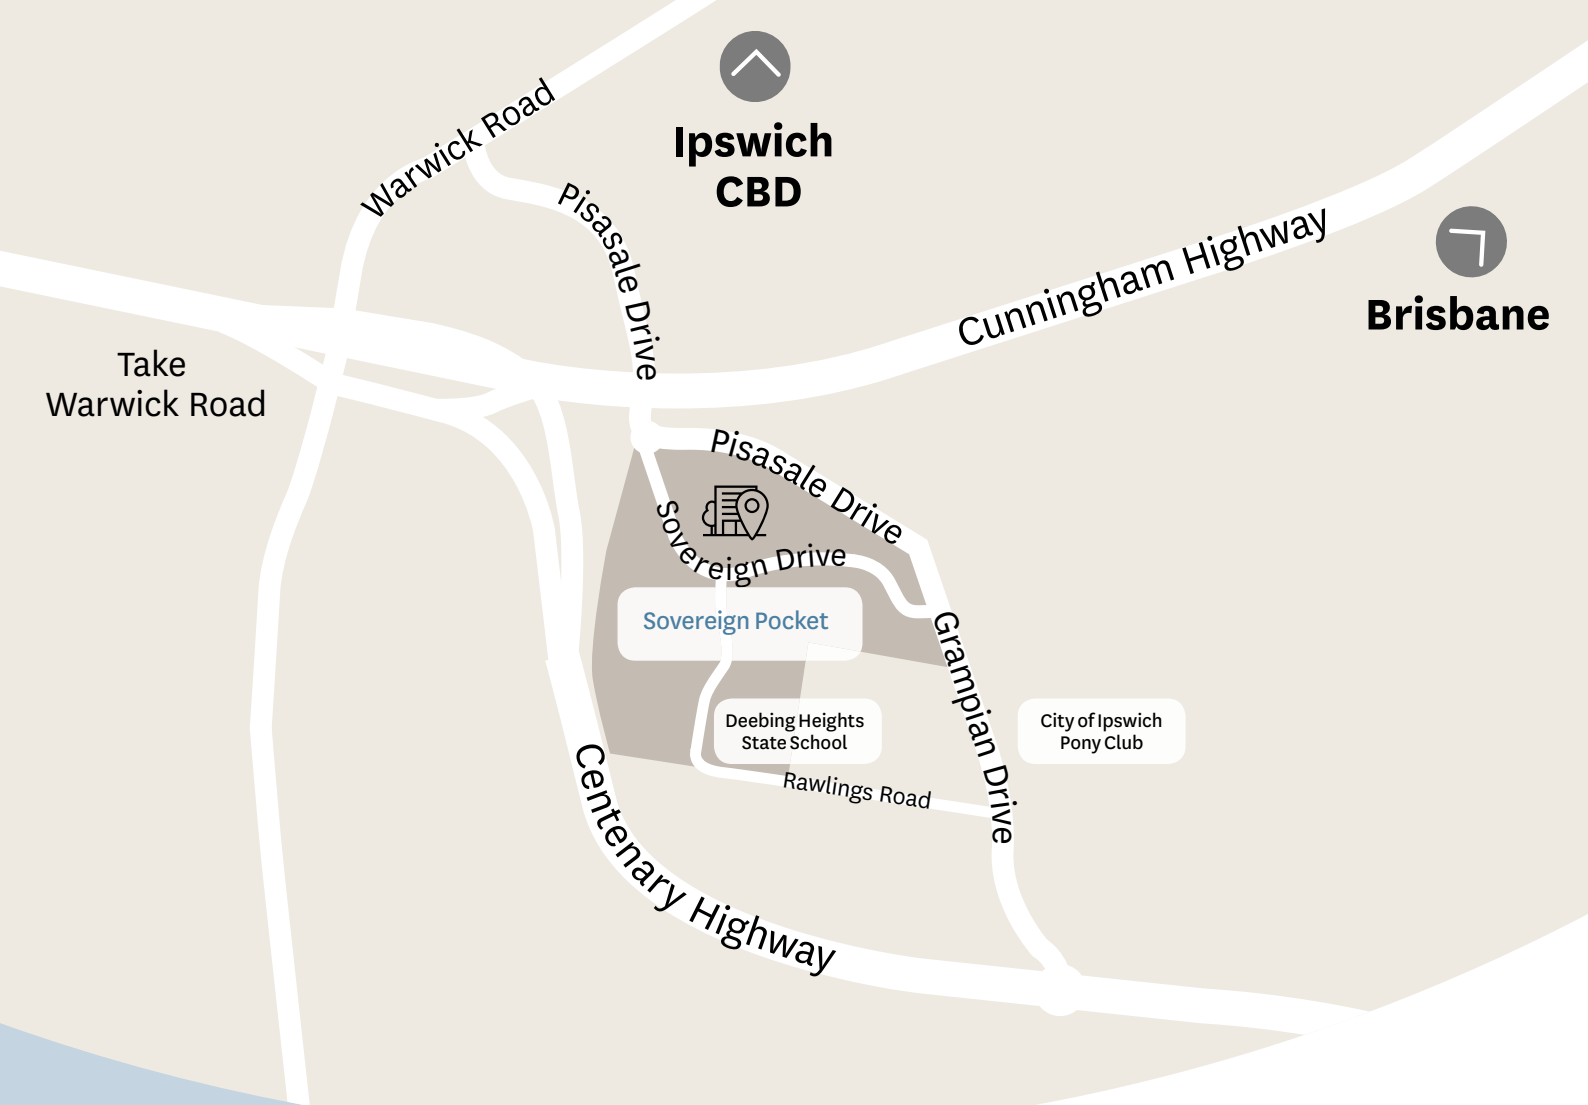 Warwick Road
Ipswich
CBD
Pisasale Drive
Cunningham Highway
Brisbane
Take
Warwick Road
Pisasale Drive
Sovereign Drive
Sovereign Pocket
Grampian Drive
Deebing Heights
State School
City of Ipswich
Pony Club
Rawlings Road
Centenary Highway